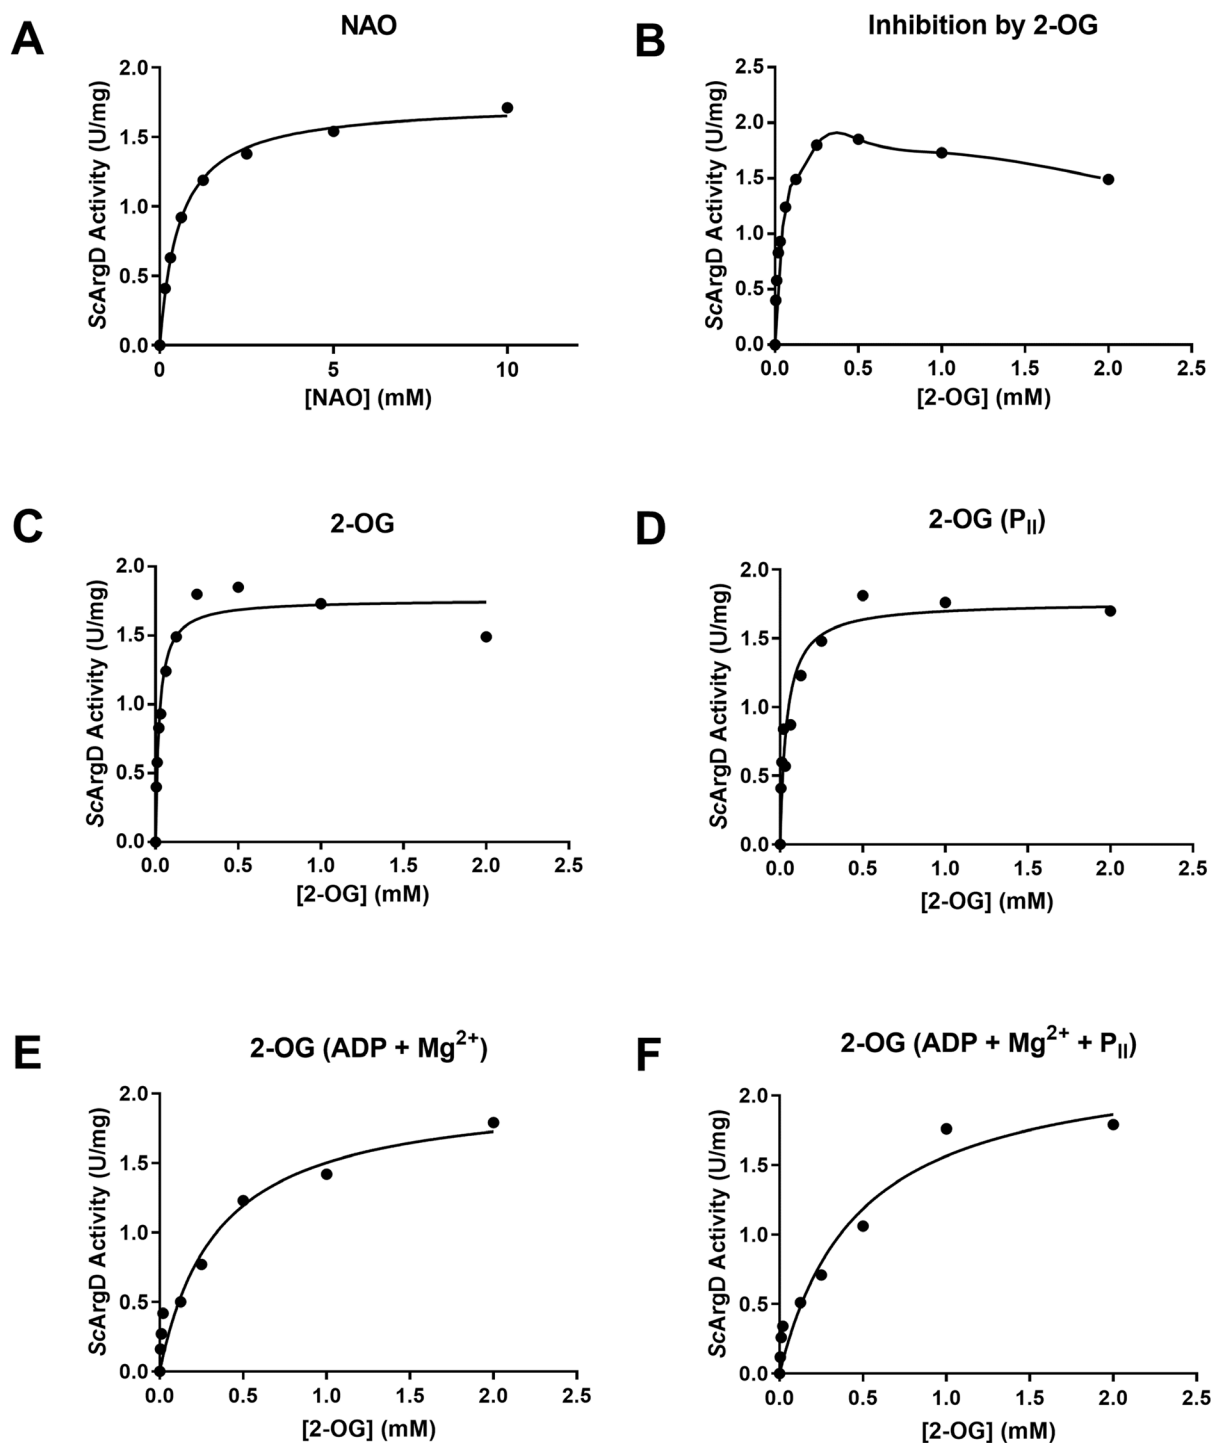 A
NAO
ScArgD Activity (U/mg)
2.0
1.5
1.0
0.5
0.0
0
5
10
[NAO] (mM)
B
Inhibition by 2-OG
ScArgD Activity (U/mg)
2.5
2.0
1.5
1.0
0.5
0.0
0.0
0.5
1.0
1.5
2.0
2.5
[2-OG] (mM)
C
2-OG
ScArgD Activity (U/mg)
2.0
1.5
1.0
0.5
0.0
0.0
0.5
1.0
1.5
2.0
2.5
[2-OG] (mM)
D
2-OG (PII)
ScArgD Activity (U/mg)
2.0
1.5
1.0
0.5
0.0
0.0
0.5
1.0
1.5
2.0
2.5
[2-OG] (mM)
E
2-OG (ADP + Mg²⁺)
ScArgD Activity (U/mg)
2.0
1.5
1.0
0.5
0.0
0.0
0.5
1.0
1.5
2.0
2.5
[2-OG] (mM)
F
2-OG (ADP + Mg²⁺ + PII)
ScArgD Activity (U/mg)
2.0
1.5
1.0
0.5
0.0
0.0
0.5
1.0
1.5
2.0
2.5
[2-OG] (mM)